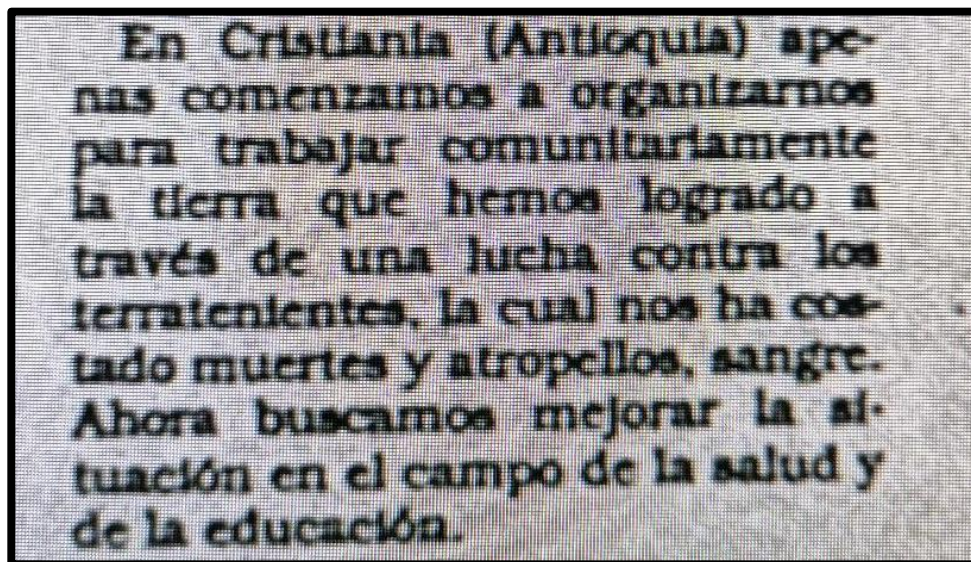 En Cristianía (Antioquia) ape-
nas comenzamos a organizarnos
para trabajar comunitariamente
la tierra que hemos logrado a
través de una lucha contra los
terratenientes, la cual nos ha cos-
tado muertes y atropellos, sangre.
Ahora buscamos mejorar la si-
tuación en el campo de la salud y
de la educación.